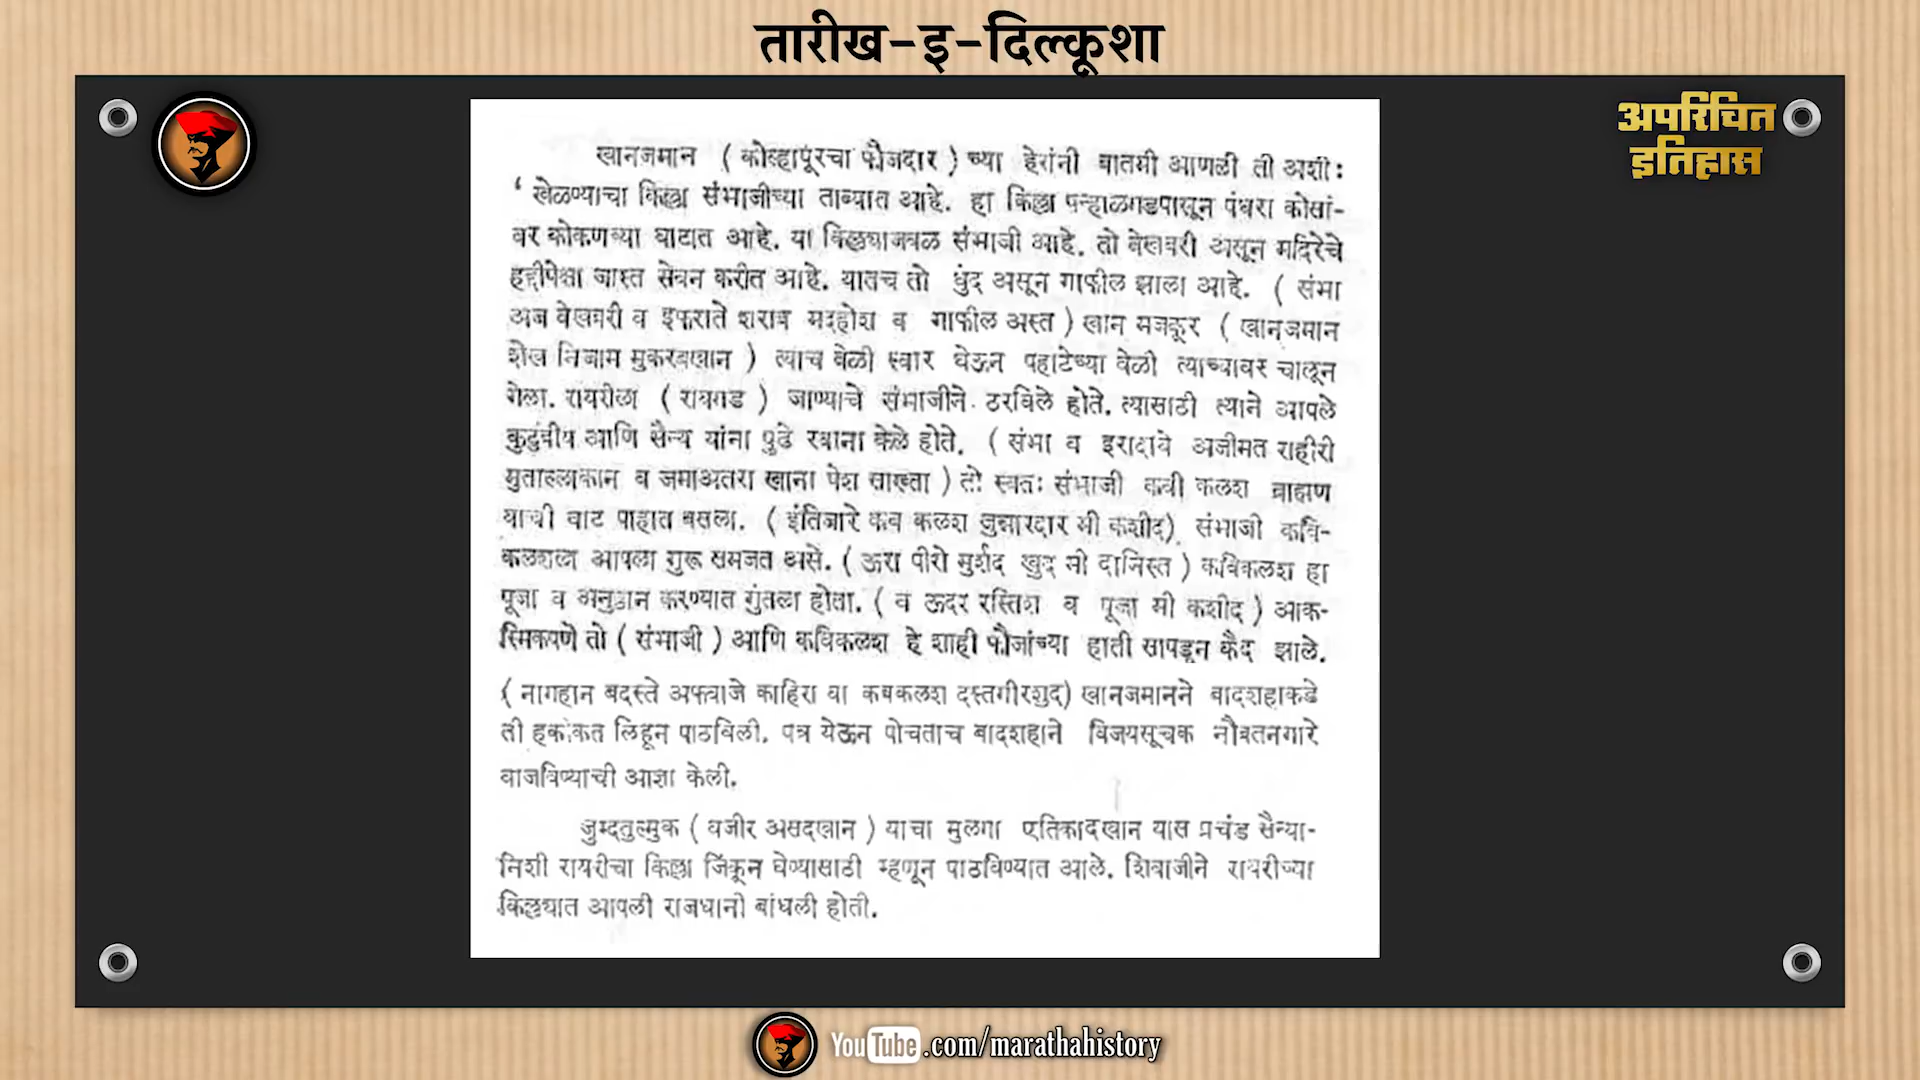 तारीख-इ-दिल्कूशा
अपरिचित
इतिहास
खानजमान ( कोल्हापूरचा फौजदार ) च्या हेरांनी बातमी आणली ती अशी :
‘ खेळण्याचा किल्ला संभाजीच्या ताब्यात आहे. हा किल्ला पन्हाळगडपासून पंधरा कोसां-
वर कोकणच्या घाटात आहे. या किल्ल्याजवळ संभाजी आहे. तो बेखबरी असून मदिरेचे
हद्दीपेक्षा जास्त सेवन करीत आहे. यातच तो धुंद असून गाफील झाला आहे. ( संभा
अज बेखबरी व इफराते शराब मदहोश व गाफील अस्त ) खान मजकूर ( खानजमान
शेख निजाम मुकरबखान ) त्याच वेळी स्वार घेऊन पहाटेच्या वेळी त्याच्यावर चालून
गेला. रायरीला ( रायगड ) जाण्याचे संभाजीने ठरविले होते. त्यासाठी त्याने आपले
कुटुंबीय आणि सैन्य यांना पुढे रवाना केले होते. ( संभा व इरादाये अजीमत राहीरी
मुताल्लाकान व जमाअतरा खाना पेश साख्ता ) तो स्वतः संभाजी कवी कलश ब्राह्मण
याची वाट पाहात बसला. ( इंतिजारे कब कलश जुन्नारदार मी कशीद). संभाजी कवि-
कलशला आपला गुरू समजत असे. ( ऊरा पीरो मुर्शद खुद मी दानिस्त ) कविकलश हा
पूजा व अनुष्ठान करण्यात गुंतला होता. ( व ऊदर रस्तिश व पूजा मी कशीद ) आक-
स्मिकपणे तो ( संभाजी ) आणि कविकलश हे शाही फौजांच्या हाती सापडून कैद झाले.
( नागहान बदस्ते अफवाजे काहिरा बा कबकलश दस्तगीरशुद) खानजमानने बादशहाकडे
ती हकीकत लिहून पाठविली. पत्र येऊन पोचताच बादशहाने विजयसूचक नौबतनगारे
वाजविण्याची आज्ञा केली.
जुम्दतुल्मुक ( वजीर असदखान ) याचा मुलगा एतिकादखान यास प्रचंड सैन्या-
निशी रायरीचा किल्ला जिंकून घेण्यासाठी म्हणून पाठविण्यात आले. शिवाजीने रायरीच्या
किल्ल्यात आपली राजधानी बांधली होती.
YouTube.com/marathahistory